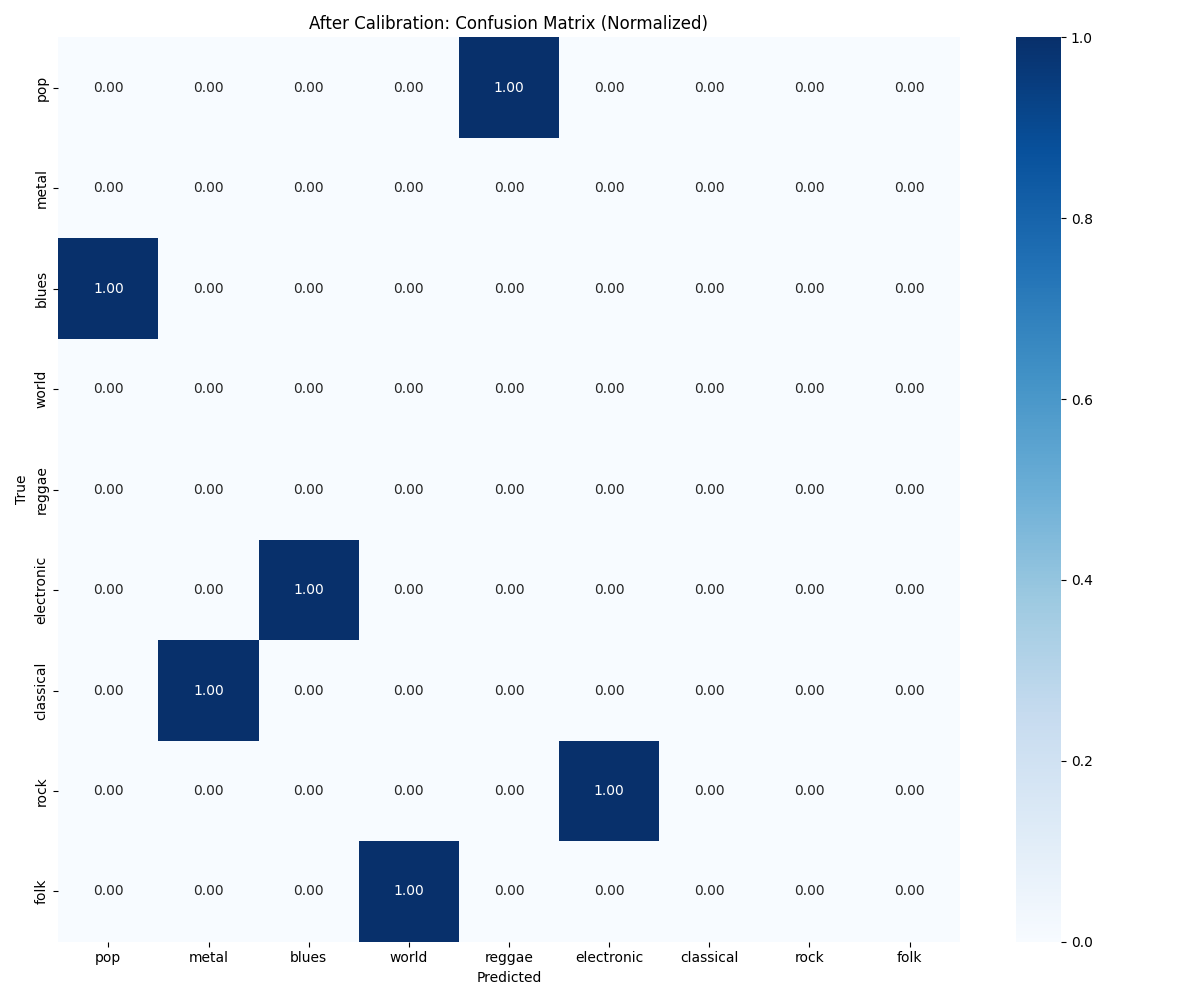 After Calibration: Confusion Matrix (Normalized)
pop 0.00 0.00 0.00 0.00 1.00 0.00 0.00 0.00 0.00
metal 0.00 0.00 0.00 0.00 0.00 0.00 0.00 0.00 0.00
blues 1.00 0.00 0.00 0.00 0.00 0.00 0.00 0.00 0.00
world 0.00 0.00 0.00 0.00 0.00 0.00 0.00 0.00 0.00
True
reggae 0.00 0.00 0.00 0.00 0.00 0.00 0.00 0.00 0.00
electronic 0.00 0.00 1.00 0.00 0.00 0.00 0.00 0.00 0.00
classical 0.00 1.00 0.00 0.00 0.00 0.00 0.00 0.00 0.00
rock 0.00 0.00 0.00 0.00 0.00 1.00 0.00 0.00 0.00
folk 0.00 0.00 0.00 1.00 0.00 0.00 0.00 0.00 0.00
pop metal blues world reggae electronic classical rock folk
Predicted
1.0
0.8
0.6
0.4
0.2
0.0